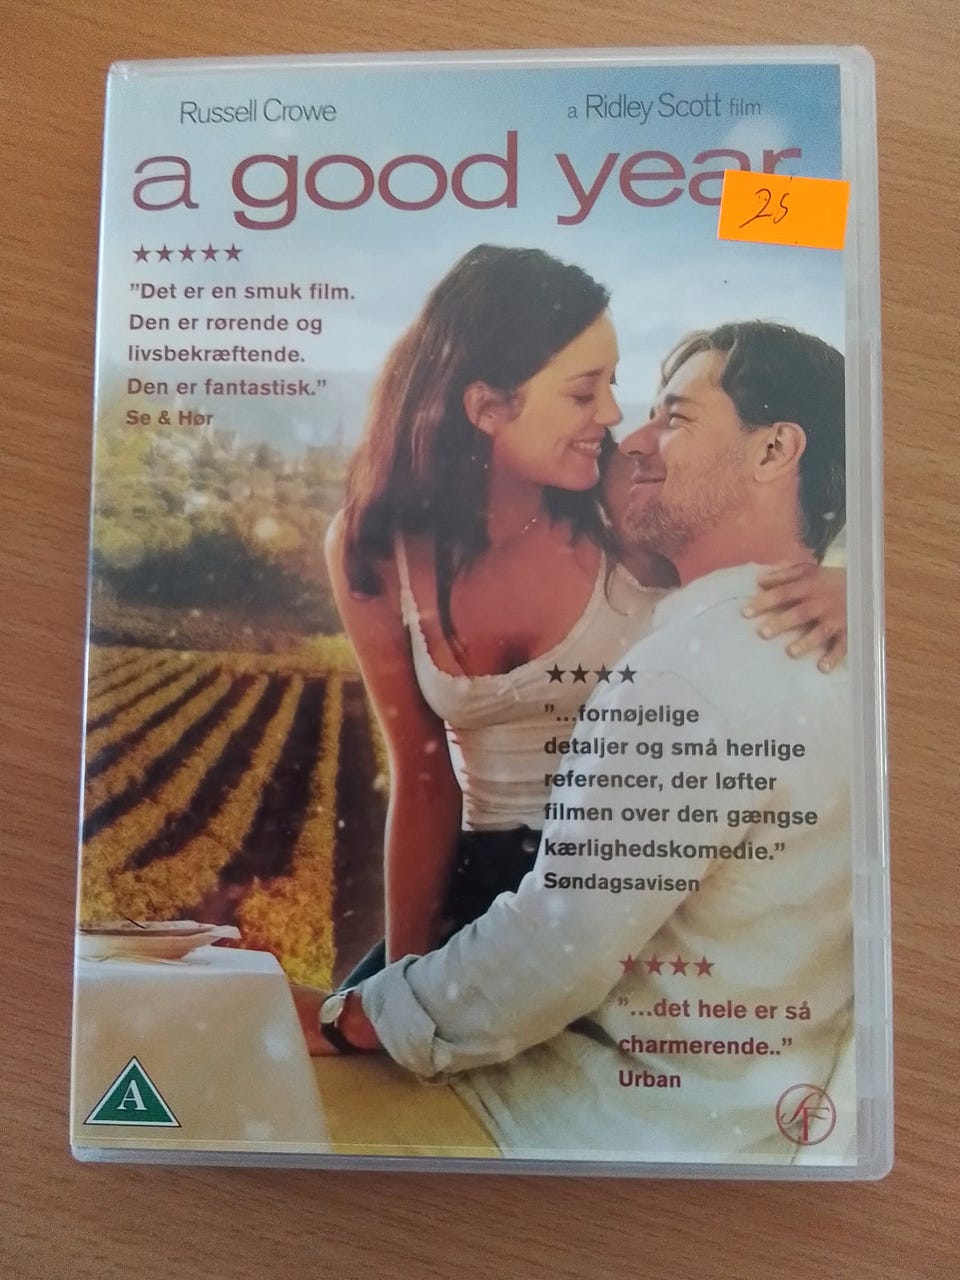 Russell Crowe
a Ridley Scott film
a good year
25
★★★★★
”Det er en smuk film.
Den er rørende og
livsbekræftende.
Den er fantastisk.”
Se & Hør
★★★★
”...fornøjelige
detaljer og små herlige
referencer, der løfter
filmen over den gængse
kærlighedskomedie.”
Søndagsavisen
★★★★
”...det hele er så
charmerende..”
Urban
A
SF